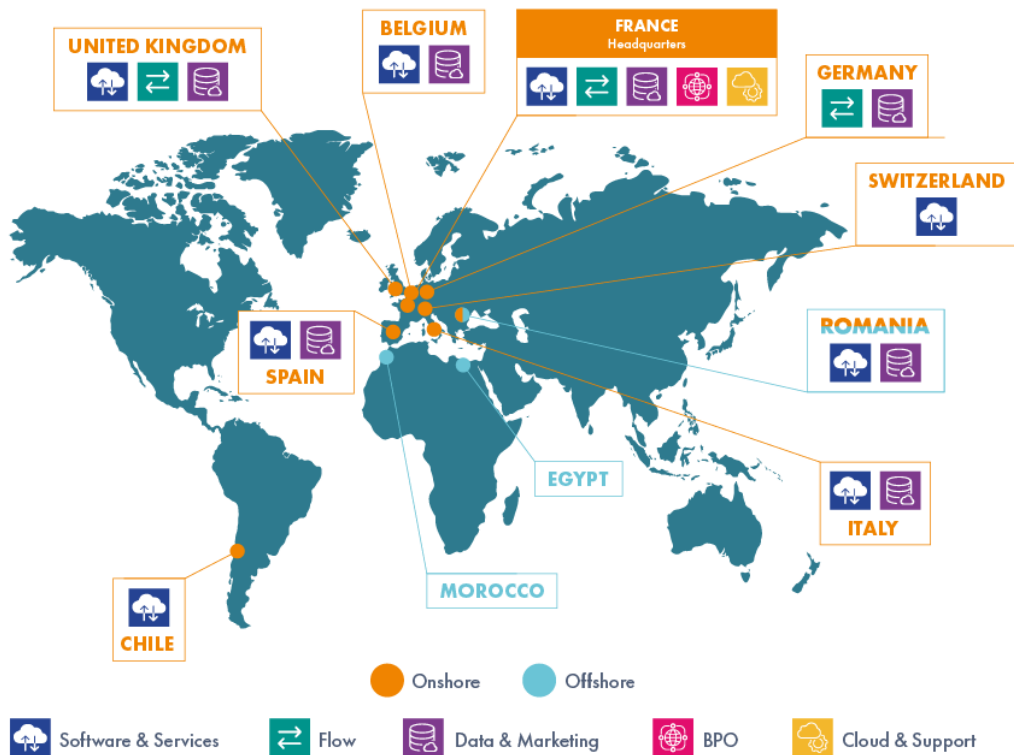 UNITED KINGDOM
BELGIUM
FRANCE
Headquarters
GERMANY
SWITZERLAND
ROMANIA
SPAIN
EGYPT
ITALY
MOROCCO
CHILE
Onshore
Offshore
Software & Services
Flow
Data & Marketing
BPO
Cloud & Support